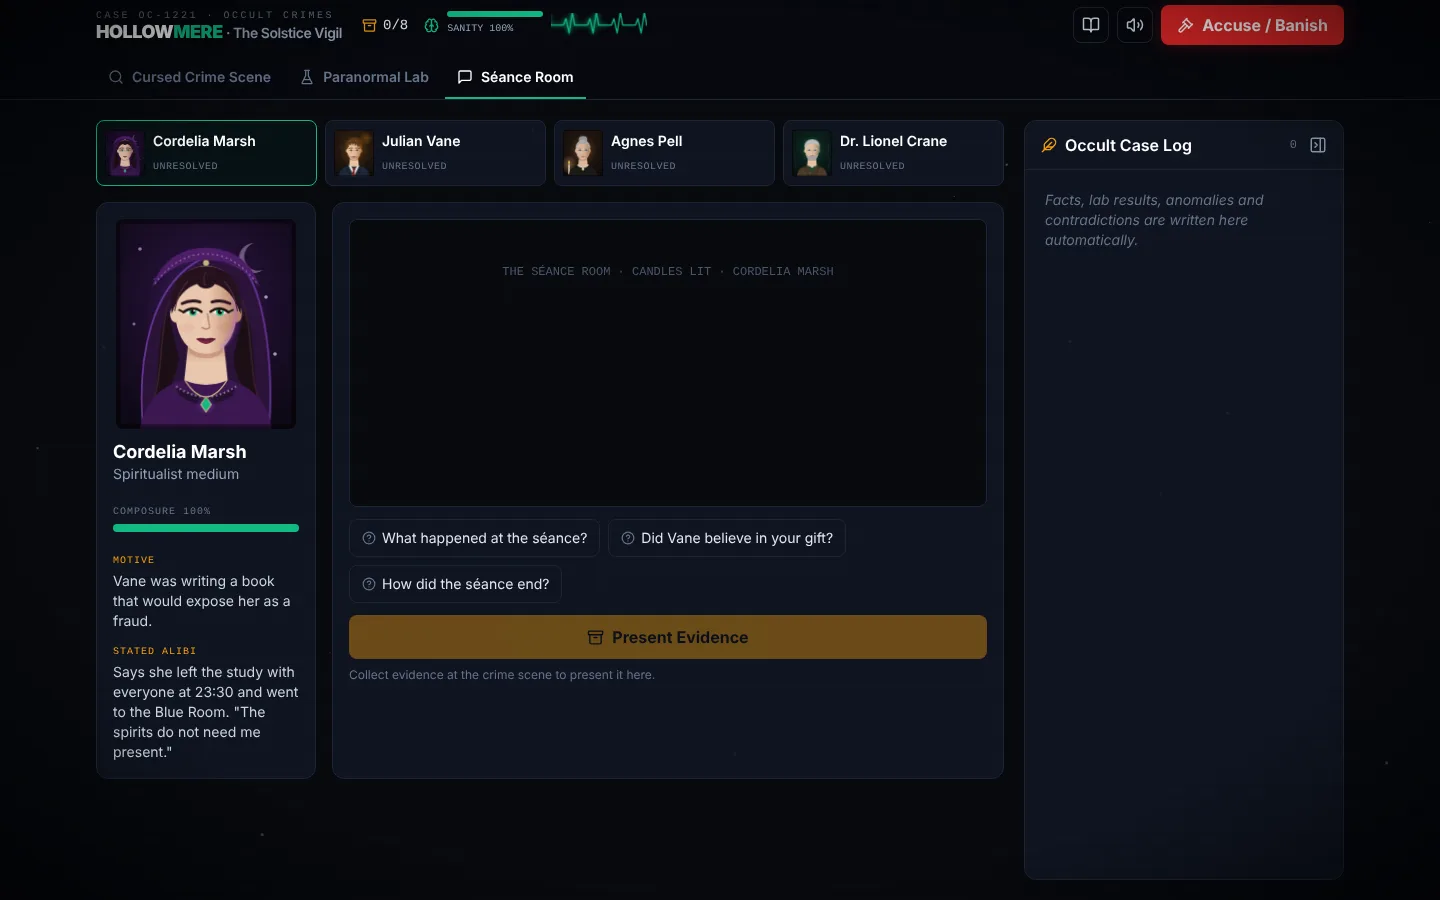 CASE OC-1221 · OCCULT CRIMES
HOLLOWMERE · The Solstice Vigil
0/8
SANITY 100%
Accuse / Banish
Cursed Crime Scene
Paranormal Lab
Séance Room
Cordelia Marsh
UNRESOLVED
Julian Vane
UNRESOLVED
Agnes Pell
UNRESOLVED
Dr. Lionel Crane
UNRESOLVED
Cordelia Marsh
Spiritualist medium
COMPOSURE 100%
MOTIVE
Vane was writing a book
that would expose her as a
fraud.
STATED ALIBI
Says she left the study with
everyone at 23:30 and went
to the Blue Room. "The
spirits do not need me
present."
THE SÉANCE ROOM · CANDLES LIT · CORDELIA MARSH
What happened at the séance?
Did Vane believe in your gift?
How did the séance end?
Present Evidence
Collect evidence at the crime scene to present it here.
Occult Case Log
0
Facts, lab results, anomalies and
contradictions are written here
automatically.